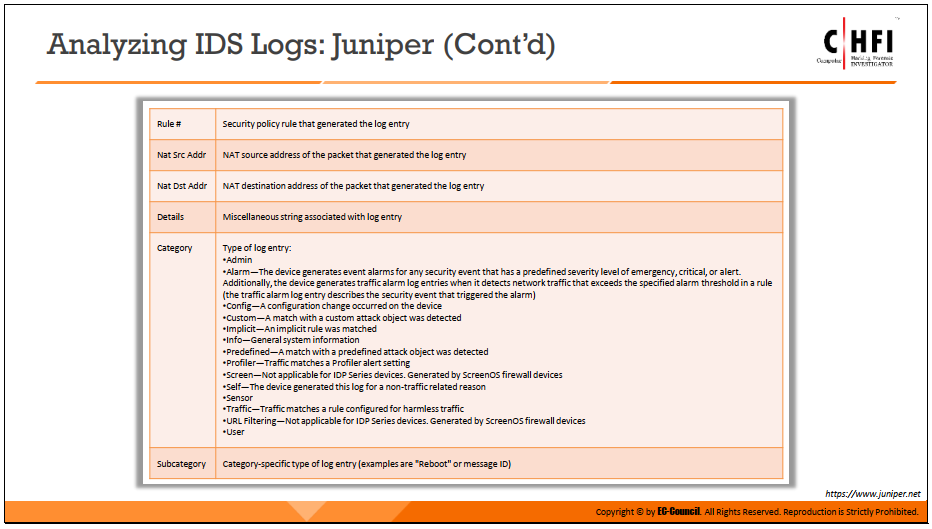 Analyzing IDS Logs: Juniper (Cont'd)
CHFI
Computer Hacking Forensic
INVESTIGATOR
Rule # Security policy rule that generated the log entry
Nat Src Addr NAT source address of the packet that generated the log entry
Nat Dst Addr NAT destination address of the packet that generated the log entry
Details Miscellaneous string associated with log entry
Category Type of log entry:
•Admin
•Alarm—The device generates event alarms for any security event that has a predefined severity level of emergency, critical, or alert.
Additionally, the device generates traffic alarm log entries when it detects network traffic that exceeds the specified alarm threshold in a rule
(the traffic alarm log entry describes the security event that triggered the alarm)
•Config—A configuration change occurred on the device
•Custom—A match with a custom attack object was detected
•Implicit—An implicit rule was matched
•Info—General system information
•Predefined—A match with a predefined attack object was detected
•Profiler—Traffic matches a Profiler alert setting
•Screen—Not applicable for IDP Series devices. Generated by ScreenOS firewall devices
•Self—The device generated this log for a non-traffic related reason
•Sensor
•Traffic—Traffic matches a rule configured for harmless traffic
•URL Filtering—Not applicable for IDP Series devices. Generated by ScreenOS firewall devices
•User
Subcategory Category-specific type of log entry (examples are "Reboot" or message ID)
https://www.juniper.net
Copyright © by EC-Council. All Rights Reserved. Reproduction is Strictly Prohibited.